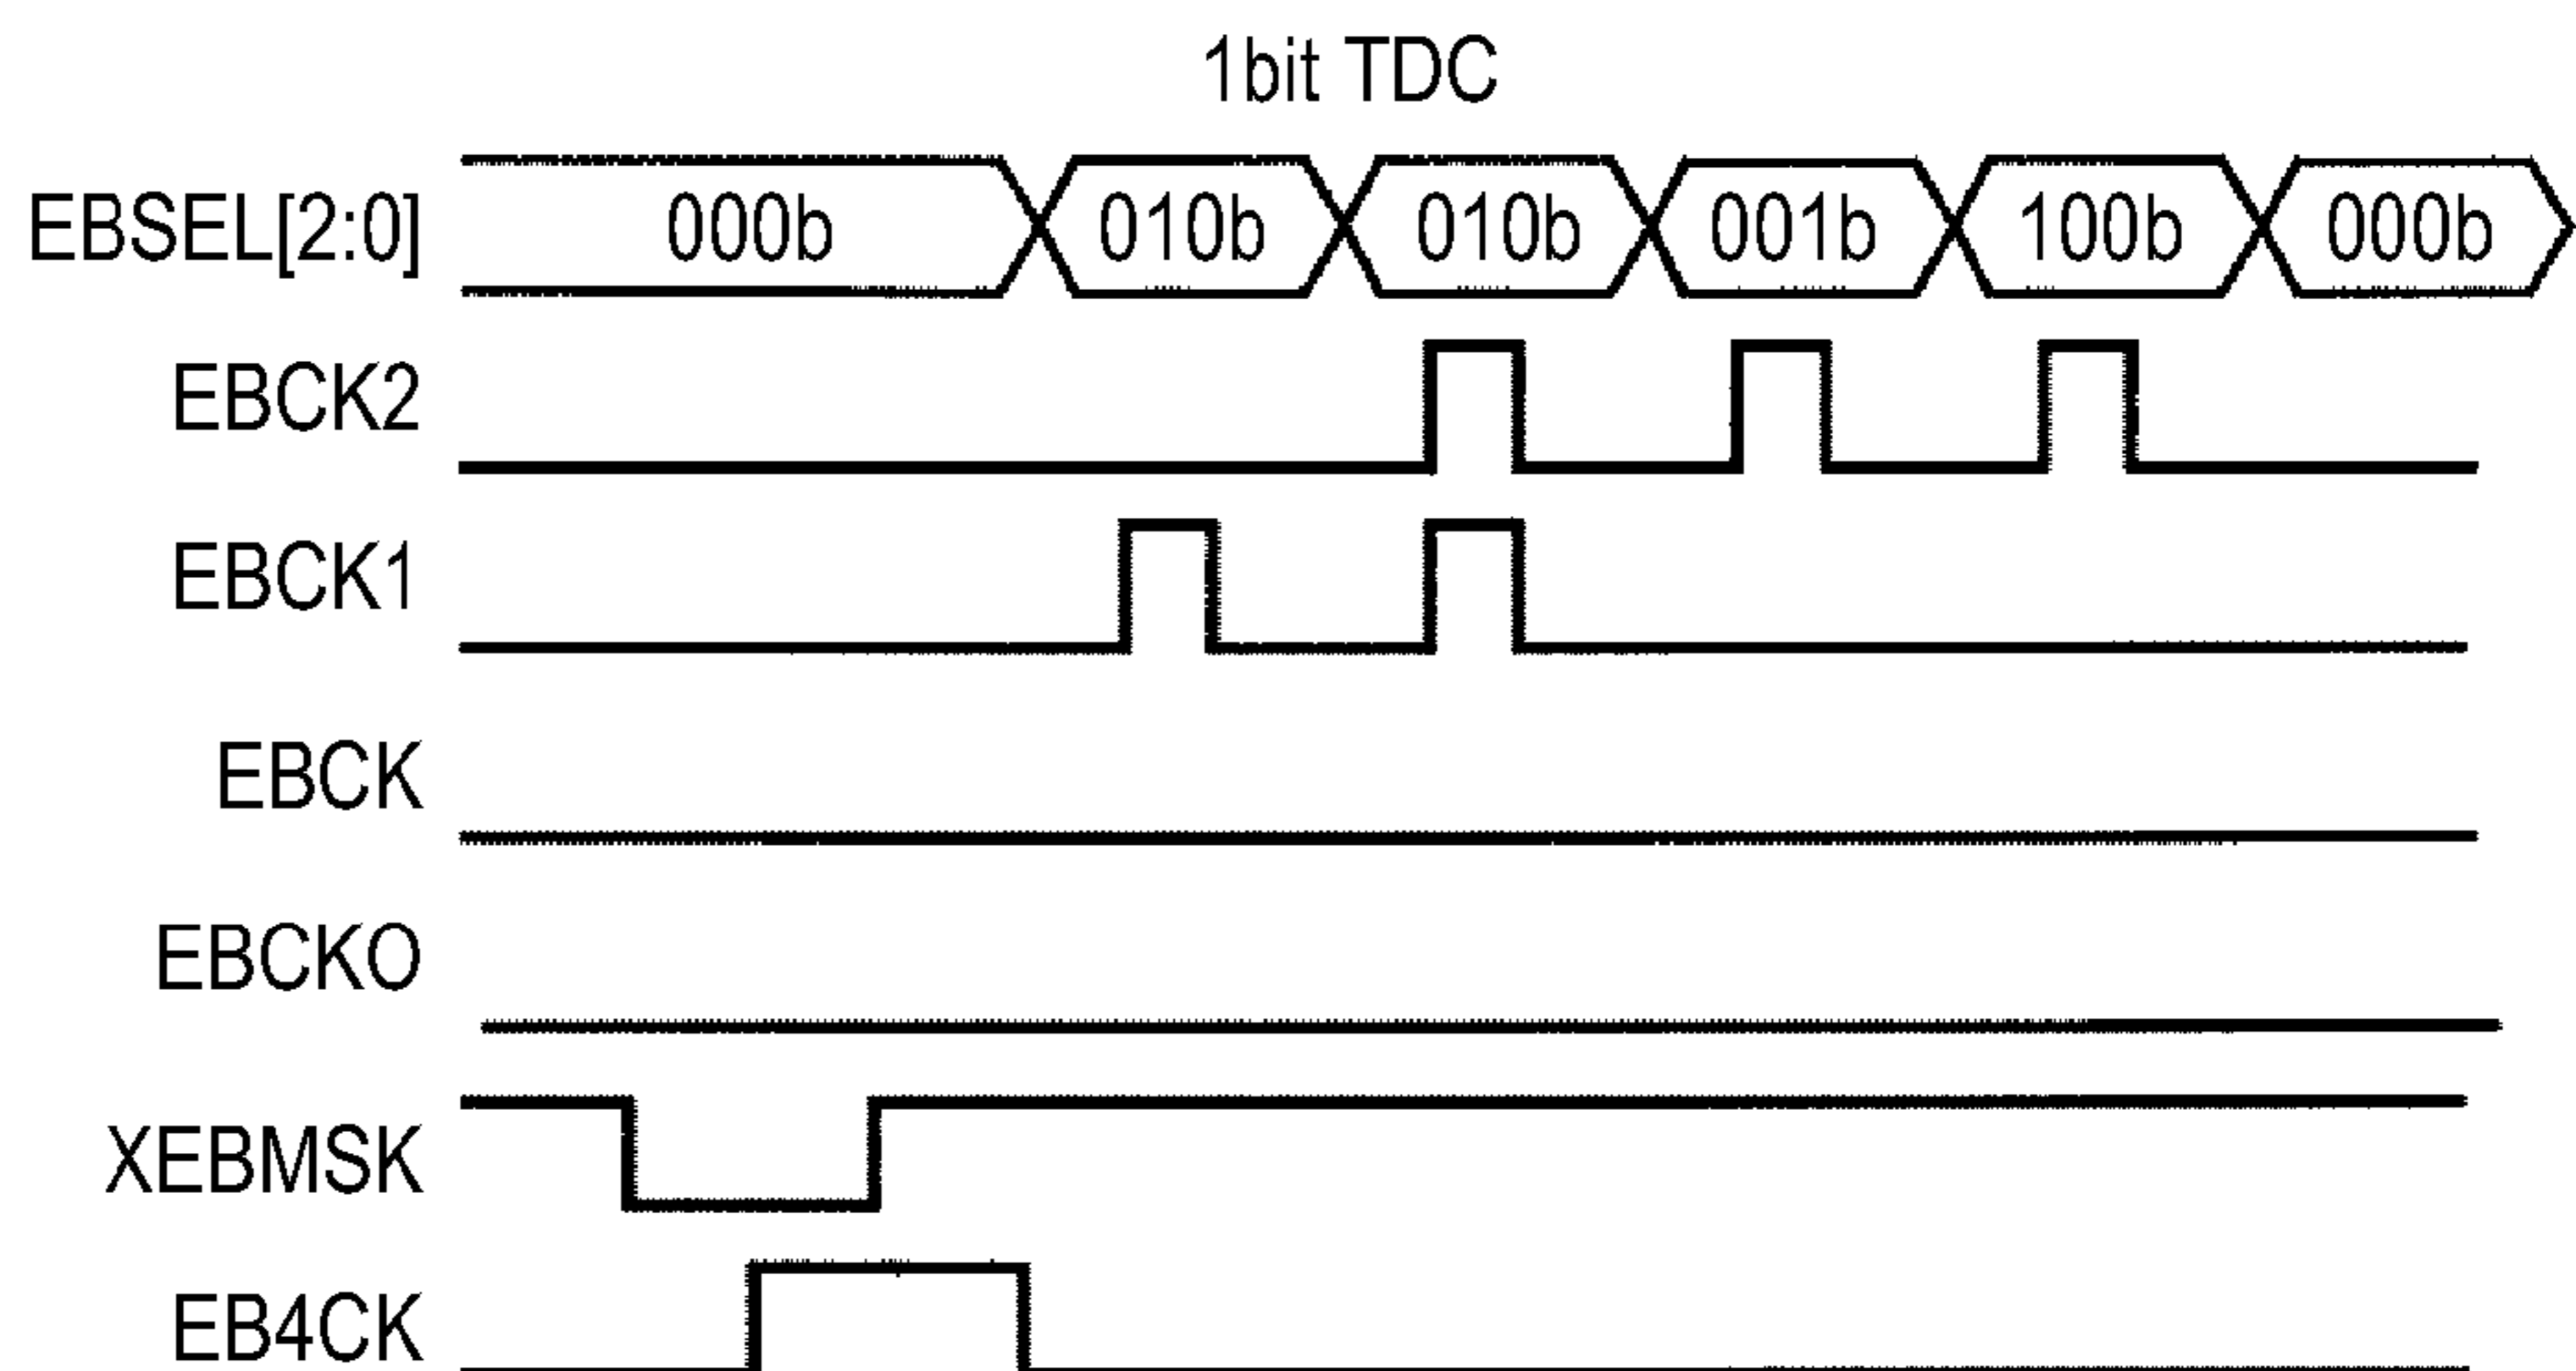 1bit TDC
EBSEL[2:0] 000b 010b 010b 001b 100b 000b
EBCK2
EBCK1
EBCK
EBCKO
XEBMSK
EB4CK